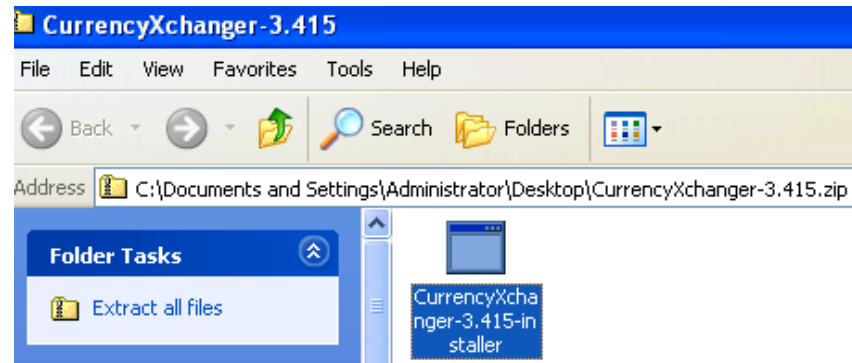 CurrencyXchanger-3.415
File Edit View Favorites Tools Help
Back Search Folders
Address C:\Documents and Settings\Administrator\Desktop\CurrencyXchanger-3.415.zip
Folder Tasks
Extract all files
CurrencyXcha
nger-3.415-in
staller